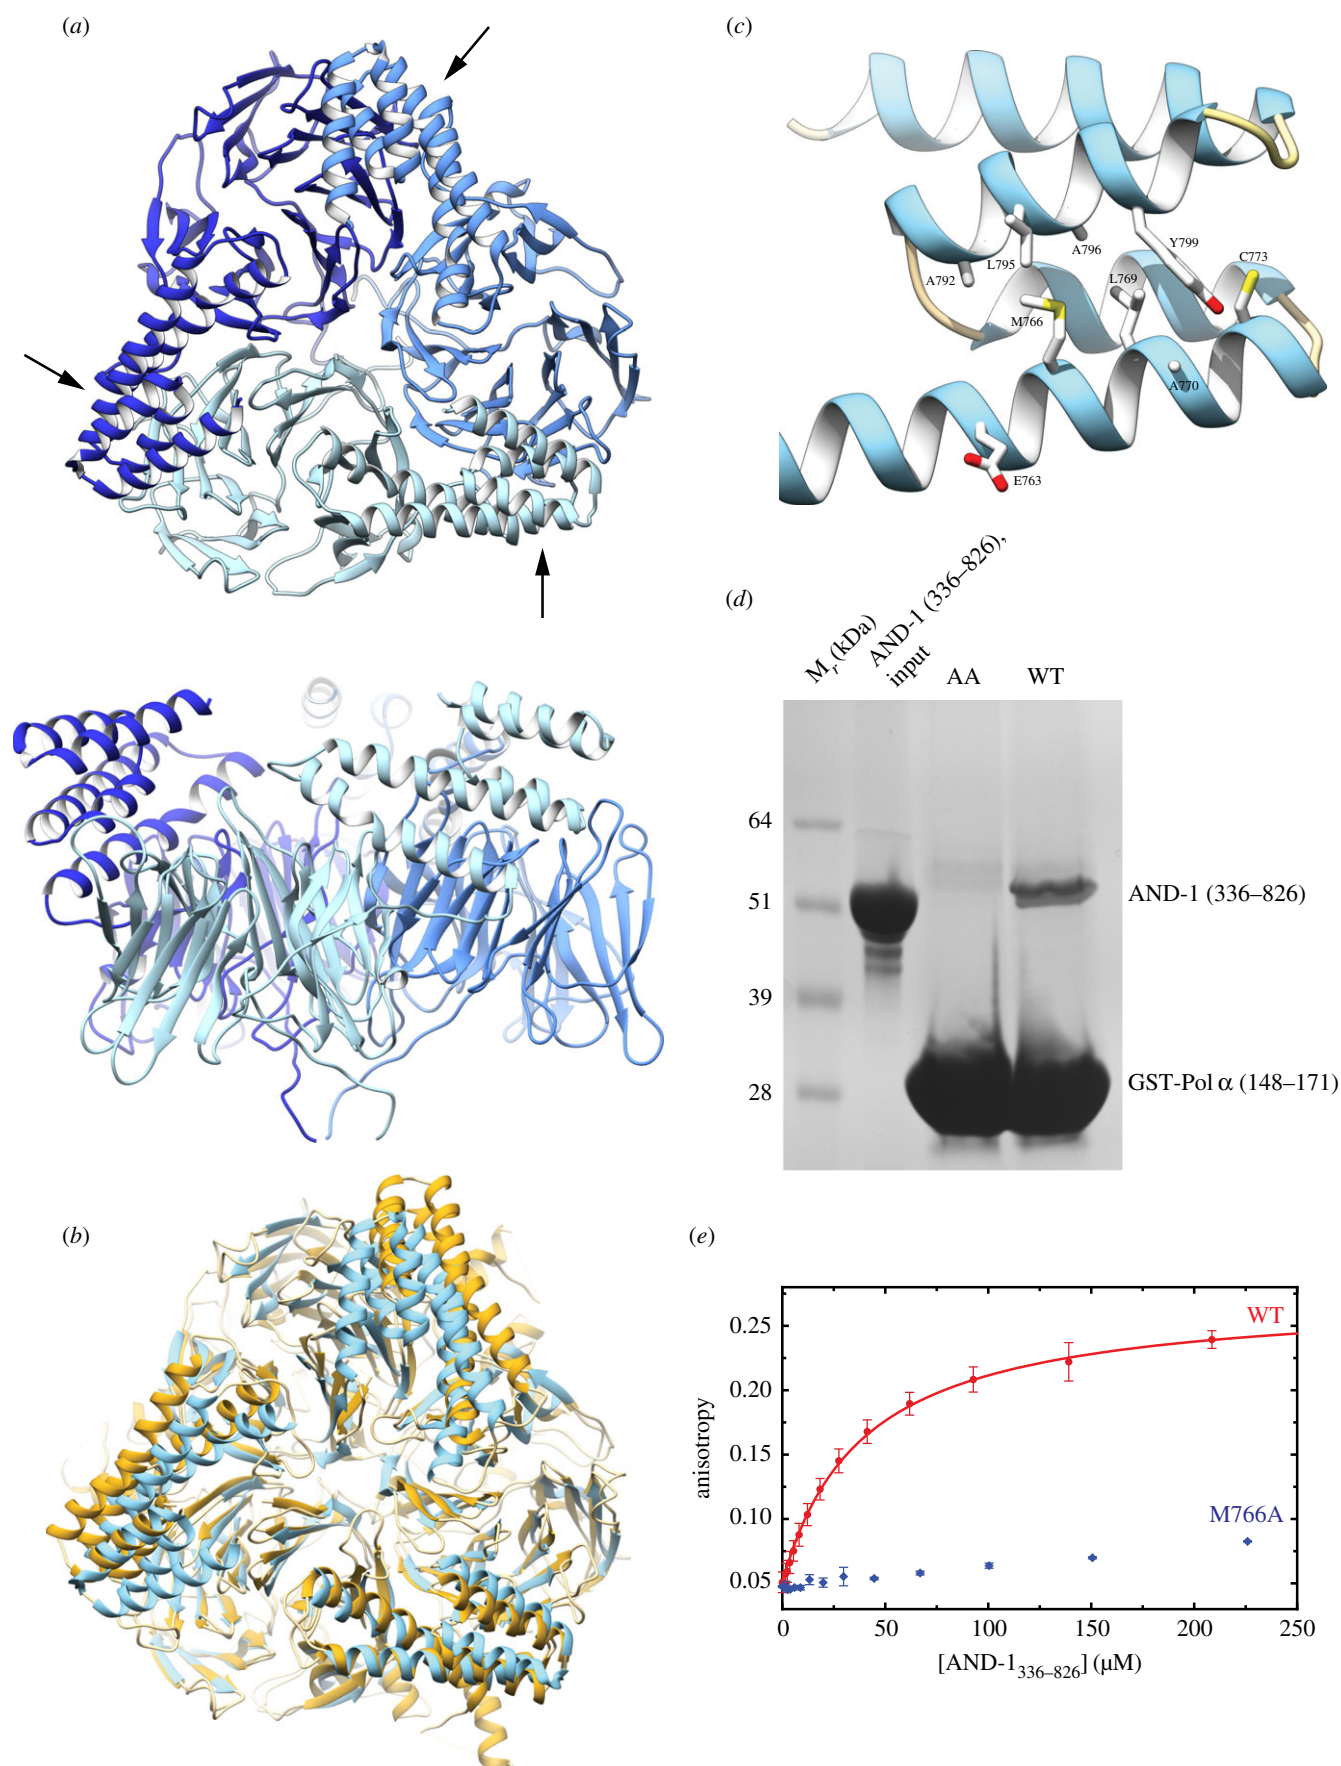 (a)
(c)
A792
L795
A796
Y799
C773
L769
M766
A770
E763
(d)
M_r (kDa)
AND-1 (336–826),
input
AA
WT
64
51
39
28
AND-1 (336–826)
GST-Pol α (148–171)
(b)
(e)
anisotropy
0.25
0.20
0.15
0.10
0.05
WT
M766A
0
50
100
150
200
250
[AND-1_336–826] (μM)